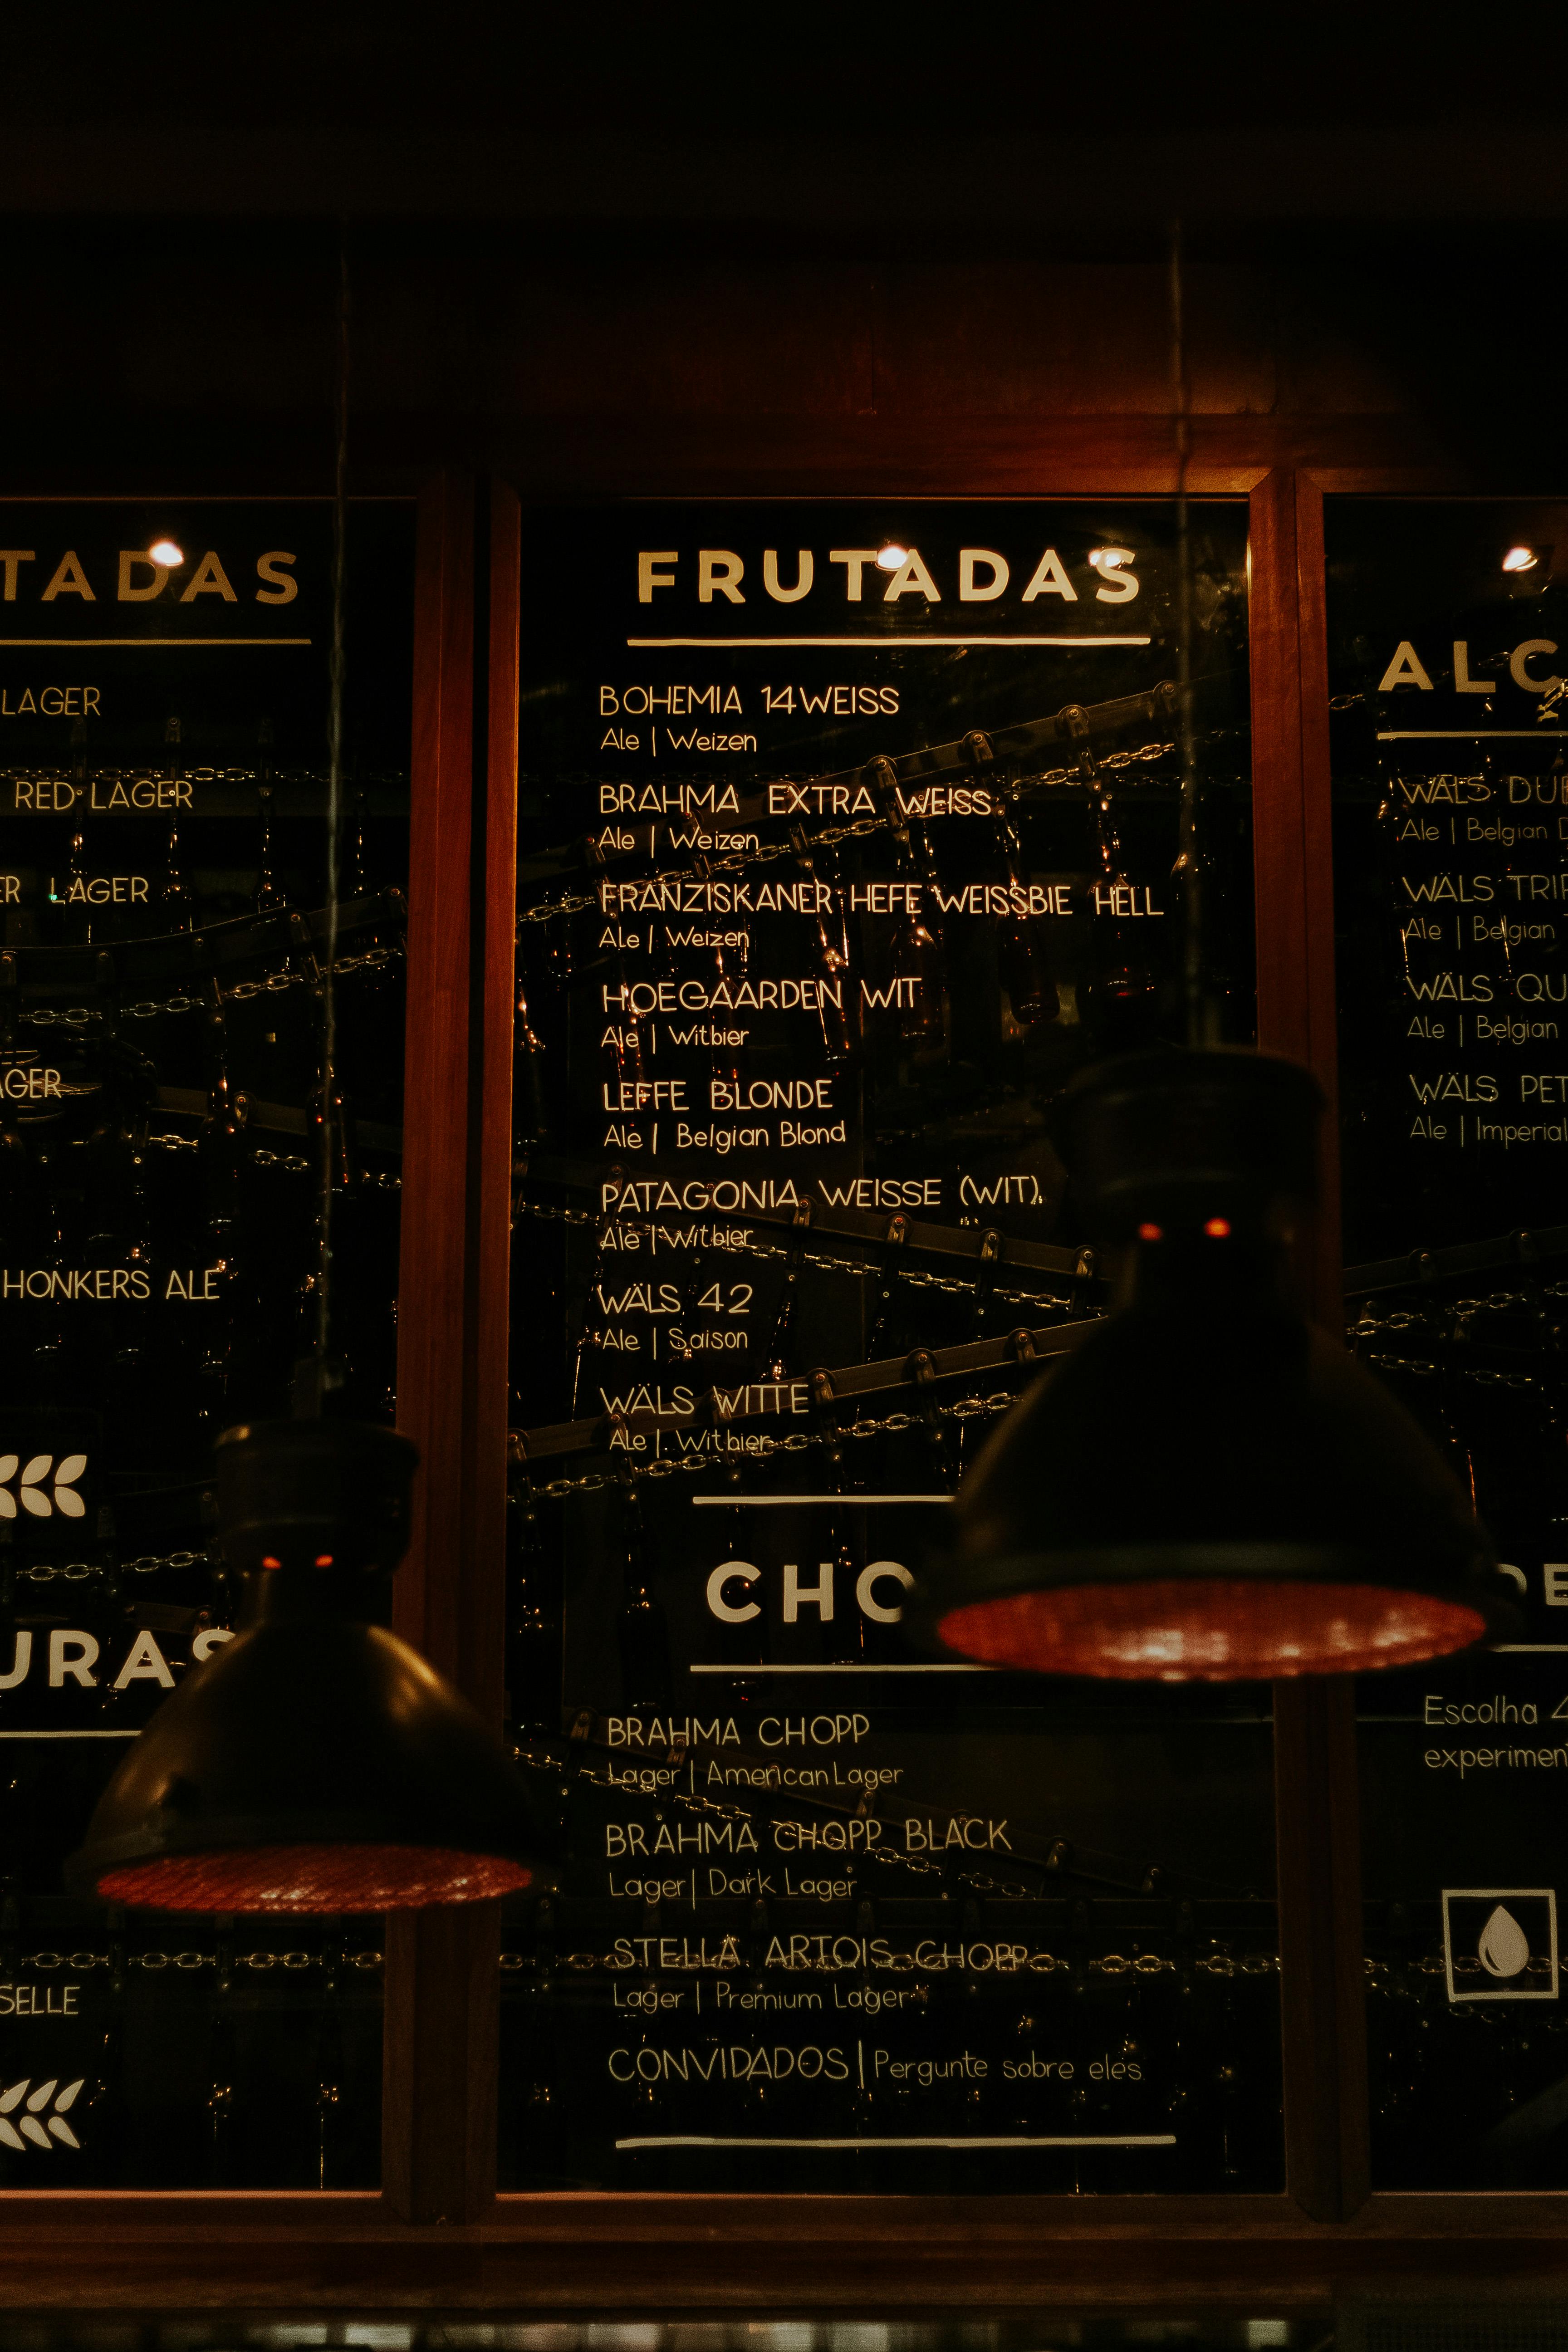 TADAS
LAGER
RED LAGER
LAGER
HONKERS ALE
URAS
SELLE
FRUTADAS
BOHEMIA 14WEISS
Ale | Weizen
BRAHMA EXTRA WEISS
Ale | Weizen
FRANZISKANER HEFE WEISSBIE HELL
Ale | Weizen
HOEGAARDEN WIT
Ale | Witbier
LEFFE BLONDE
Ale | Belgian Blond
PATAGONIA WEISSE (WIT)
Ale | Witbier
WÄLS 42
Ale | Saison
WÄLS WITTE
Ale | Witbier
CHO
BRAHMA CHOPP
Lager | American Lager
BRAHMA CHOPP BLACK
Lager | Dark Lager
STELLA ARTOIS CHOPP
Lager | Premium Lager
CONVIDADOS | Pergunte sobre eles
ALC
WÄLS DU
Ale | Belgian
WÄLS TRI
Ale | Belgian
WÄLS QU
Ale | Belgian
WÄLS PET
Ale | Imperial
Escolha 4
experimen